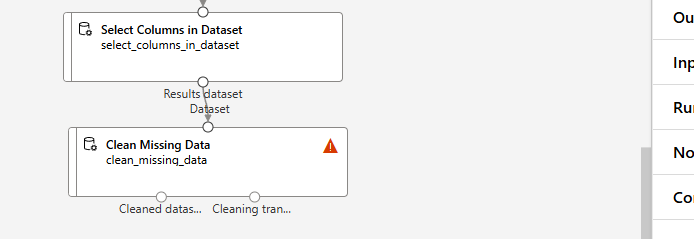 Select Columns in Dataset
select_columns_in_dataset
Results dataset
Dataset
Clean Missing Data
clean_missing_data
Cleaned datas...
Cleaning tran...
Ou
Inp
Ru
No
Co